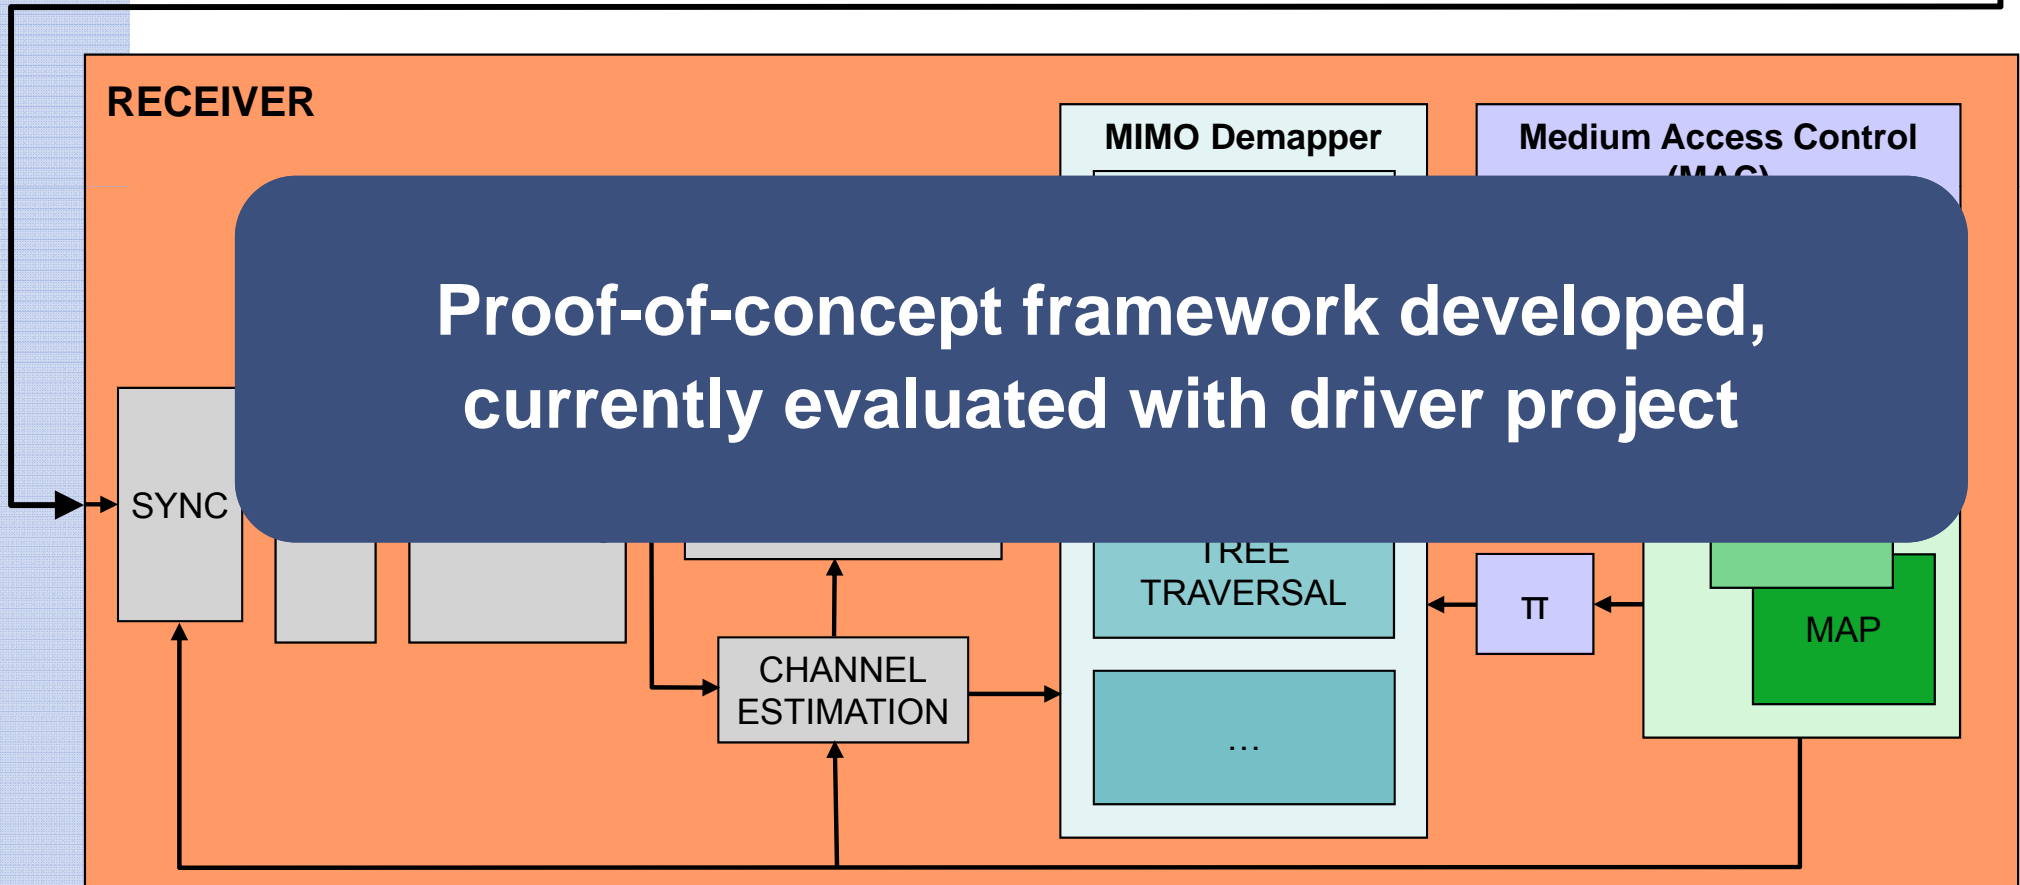 RECEIVER
MIMO Demapper
Medium Access Control
(MAC)
Proof-of-concept framework developed,
currently evaluated with driver project
SYNC
TREE
TRAVERSAL
π
MAP
CHANNEL
ESTIMATION
...